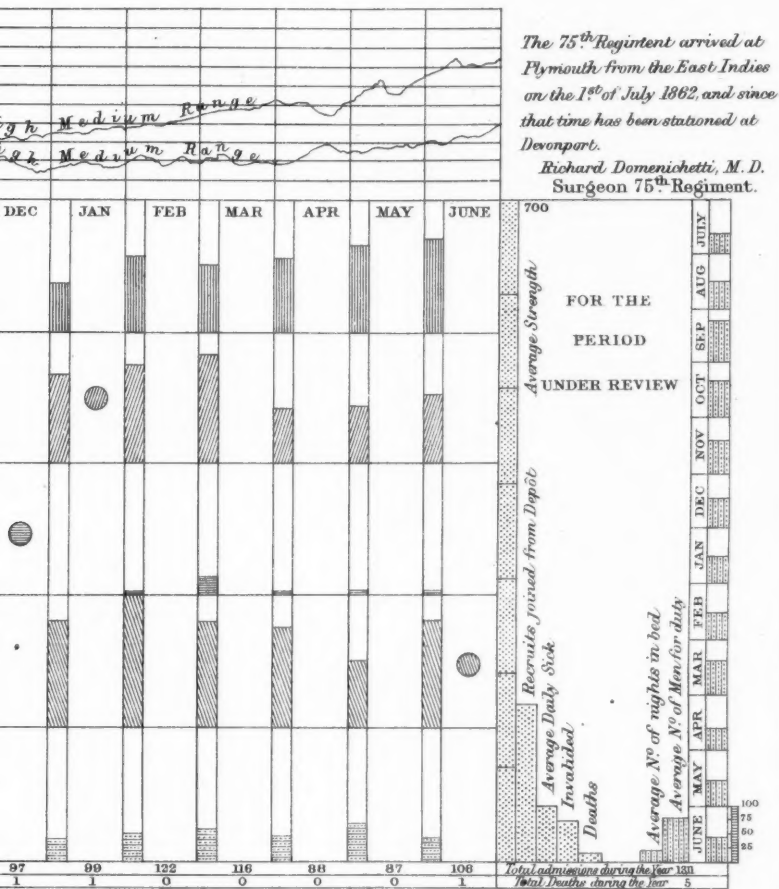 The 75th Regiment arrived at
Plymouth from the East Indies
on the 1st of July 1862, and since
that time has been stationed at
Devonport.
Richard Domenichetti, M. D.
Surgeon 75th Regiment.
gh Medium Range
gh Medium Range
DEC JAN FEB MAR APR MAY JUNE
700
Average Strength
FOR THE
PERIOD
UNDER REVIEW
Recruits joined from Depôt
Average Daily Sick
Invalided
Deaths
Average No. of nights in bed
Average No. of Men for duty
JULY
AUG
SEP
OCT
NOV
DEC
JAN
FEB
MAR
APR
MAY
JUNE
100
75
50
25
97 99 122 116 88 87 106
Total admissions during the Year 1311
1 1 0 0 0 0 1
Total Deaths during the Year 5